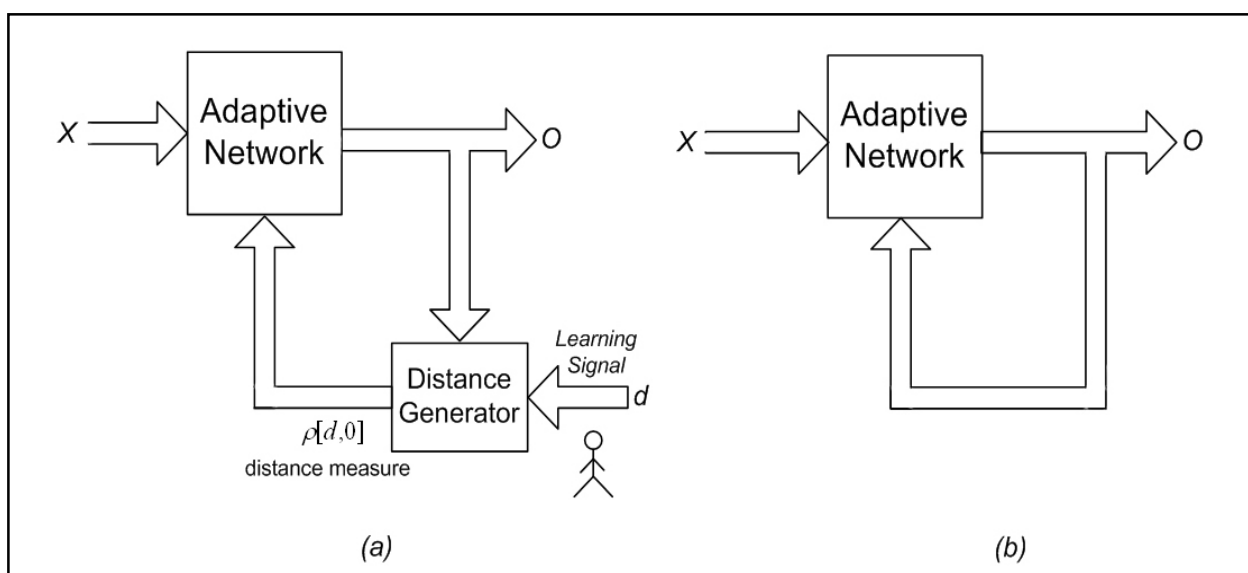 X
Adaptive
Network
O
Learning
Signal
d
Distance
Generator
ρ[d,0]
distance measure
(a)
X
Adaptive
Network
O
(b)